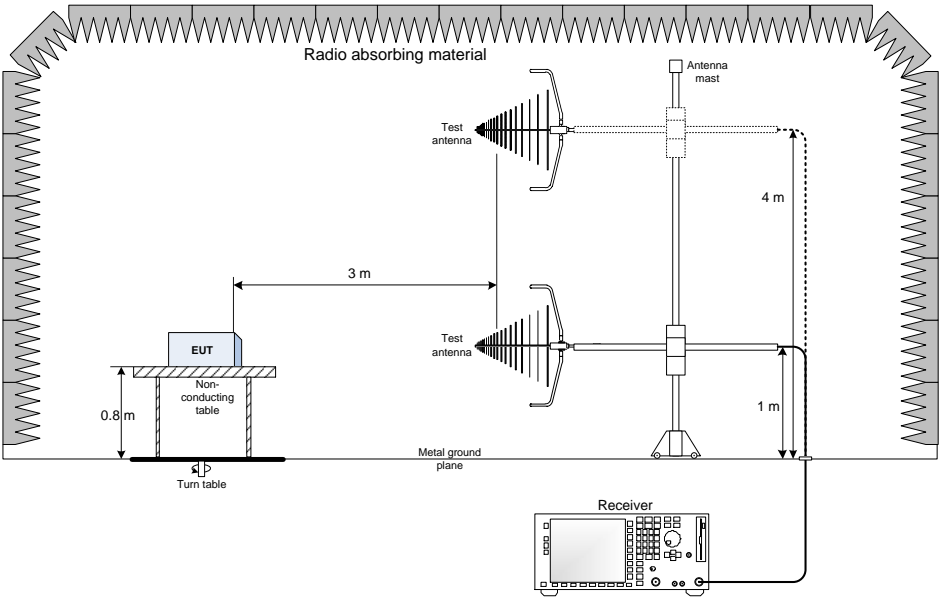 Radio absorbing material
Antenna
mast
Test
antenna
4 m
3 m
Test
antenna
EUT
Non-
conducting
table
0.8 m
1 m
Metal ground
plane
Turn table
Receiver